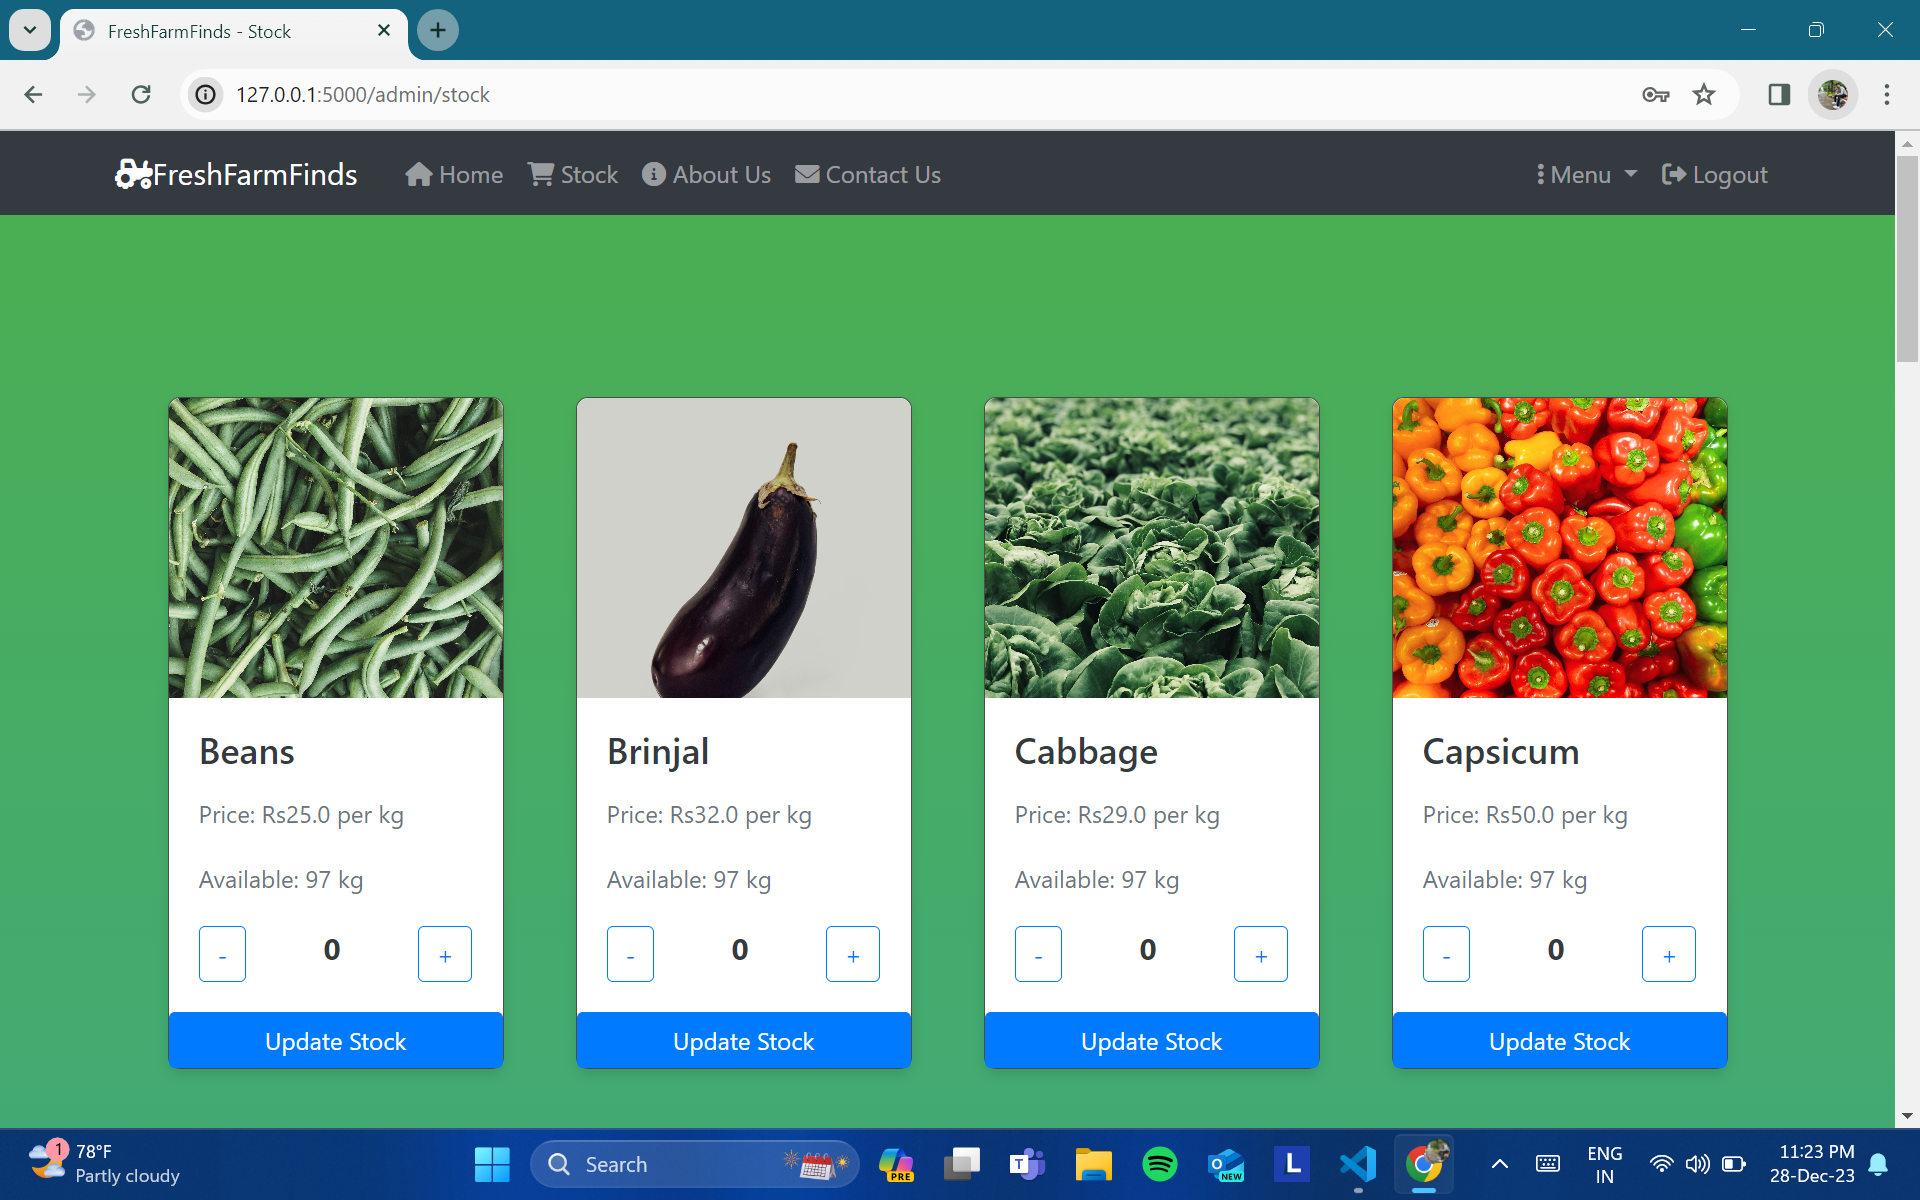 FreshFarmFinds - Stock
127.0.0.1:5000/admin/stock
FreshFarmFinds Home Stock About Us Contact Us Menu Logout
Beans
Price: Rs25.0 per kg
Available: 97 kg
- 0 +
Update Stock
Brinjal
Price: Rs32.0 per kg
Available: 97 kg
- 0 +
Update Stock
Cabbage
Price: Rs29.0 per kg
Available: 97 kg
- 0 +
Update Stock
Capsicum
Price: Rs50.0 per kg
Available: 97 kg
- 0 +
Update Stock
1
78°F
Partly cloudy
Search
PRE
T
O
NEW
L
ENG
IN
11:23 PM
28-Dec-23